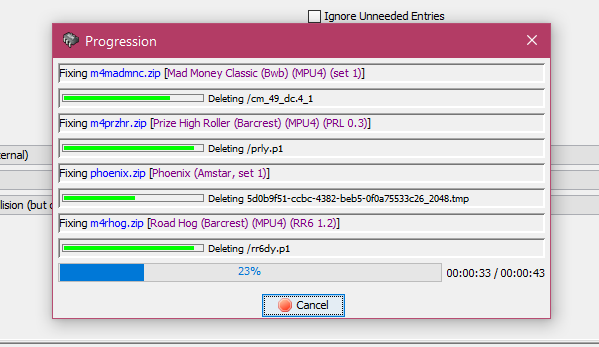 Ignore Unneeded Entries
Progression
Fixing m4madmnc.zip [Mad Money Classic (Bwb) (MPU4) (set 1)]
Deleting /cm_49_dc.4_1
Fixing m4przhr.zip [Prize High Roller (Barcrest) (MPU4) (PRL 0.3)]
Deleting /prly.p1
ternal)
Fixing phoenix.zip [Phoenix (Amstar, set 1)]
Deleting 5d0b9f51-ccbc-4382-beb5-0f0a75533c26_2048.tmp
llision (but
Fixing m4rhog.zip [Road Hog (Barcrest) (MPU4) (RR6 1.2)]
Deleting /rr6dy.p1
23%
00:00:33 / 00:00:43
Cancel